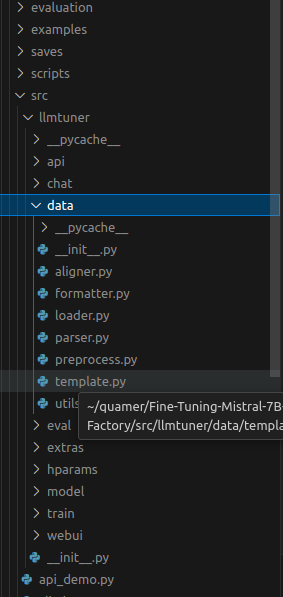 evaluation
examples
saves
scripts
src
llmtuner
__pycache__
api
chat
data
__pycache__
__init__.py
aligner.py
formatter.py
loader.py
parser.py
preprocess.py
template.py
utils
~/quamer/Fine-Tuning-Mistral-7B
Factory/src/llmtuner/data/templa
eval
extras
hparams
model
train
webui
__init__.py
api_demo.py